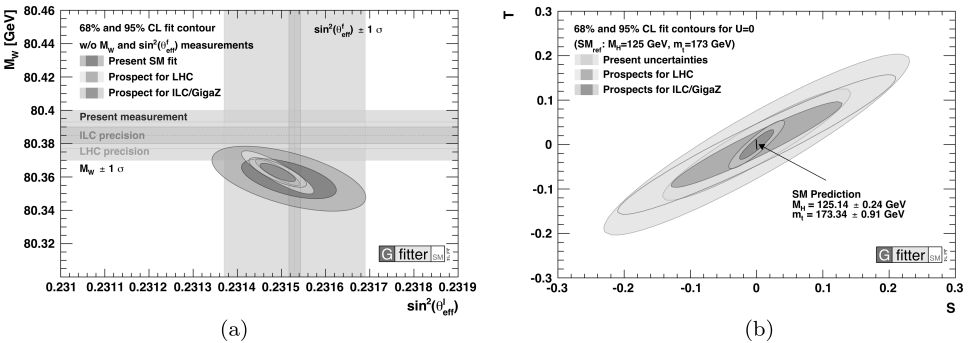 M_W [GeV]
80.46
80.44
80.42
80.4
80.38
80.36
80.34
80.32
68% and 95% CL fit contour
w/o M_W and sin²(θ^f_eff) measurements
Present SM fit
Prospect for LHC
Prospect for ILC/GigaZ
sin²(θ^f_eff) ± 1 σ
Present measurement
ILC precision
LHC precision
M_W ± 1 σ
G fitter SM
0.231 0.2311 0.2312 0.2313 0.2314 0.2315 0.2316 0.2317 0.2318 0.2319
sin²(θ^l_eff)
(a)
T
0.3
0.2
0.1
0
-0.1
-0.2
-0.3
68% and 95% CL fit contours for U=0
(SM_ref: M_H=125 GeV, m_t=173 GeV)
Present uncertainties
Prospects for LHC
Prospects for ILC/GigaZ
SM Prediction
M_H = 125.14 ± 0.24 GeV
m_t = 173.34 ± 0.91 GeV
G fitter SM
-0.3 -0.2 -0.1 0 0.1 0.2 0.3
S
(b)